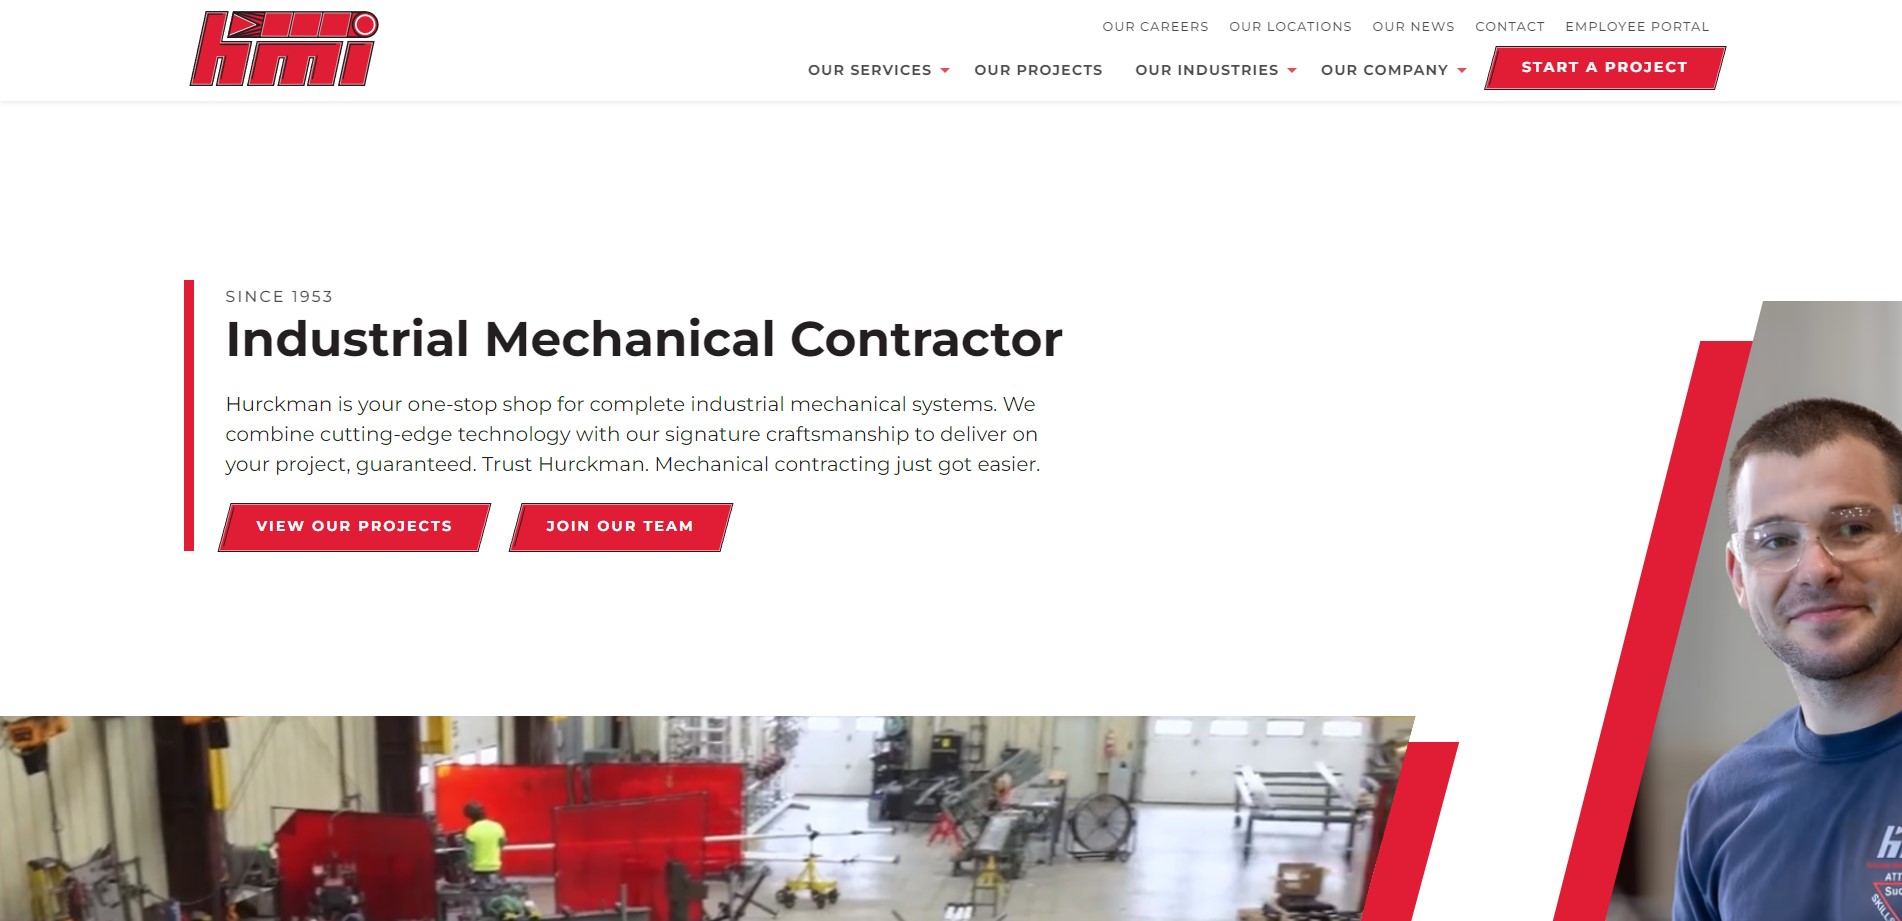 hmi
OUR CAREERS OUR LOCATIONS OUR NEWS CONTACT EMPLOYEE PORTAL
OUR SERVICES OUR PROJECTS OUR INDUSTRIES OUR COMPANY START A PROJECT
SINCE 1953
Industrial Mechanical Contractor
Hurckman is your one-stop shop for complete industrial mechanical systems. We
combine cutting-edge technology with our signature craftsmanship to deliver on
your project, guaranteed. Trust Hurckman. Mechanical contracting just got easier.
VIEW OUR PROJECTS JOIN OUR TEAM